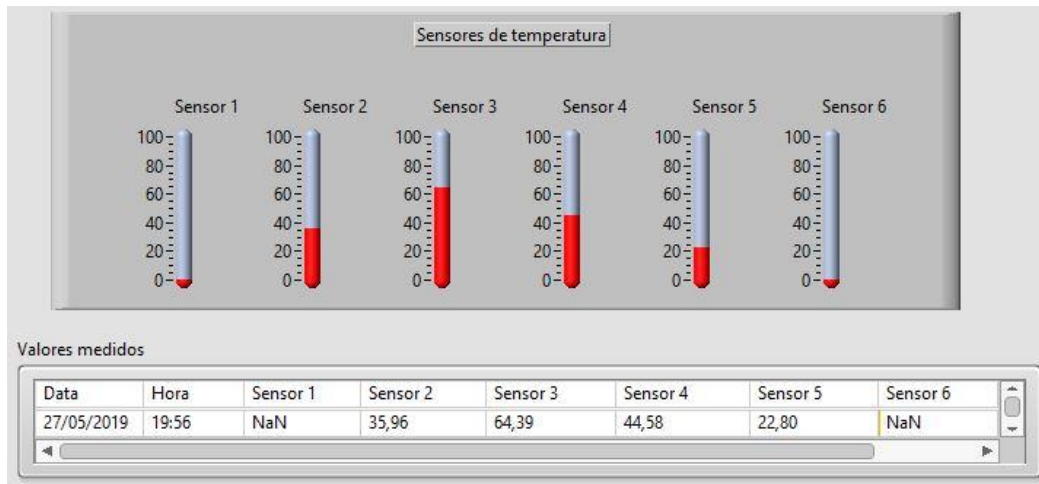 Sensores de temperatura
Sensor 1 Sensor 2 Sensor 3 Sensor 4 Sensor 5 Sensor 6
100 100 100 100 100 100
80 80 80 80 80 80
60 60 60 60 60 60
40 40 40 40 40 40
20 20 20 20 20 20
0 0 0 0 0 0
Valores medidos
Data Hora Sensor 1 Sensor 2 Sensor 3 Sensor 4 Sensor 5 Sensor 6
27/05/2019 19:56 NaN 35,96 64,39 44,58 22,80 NaN